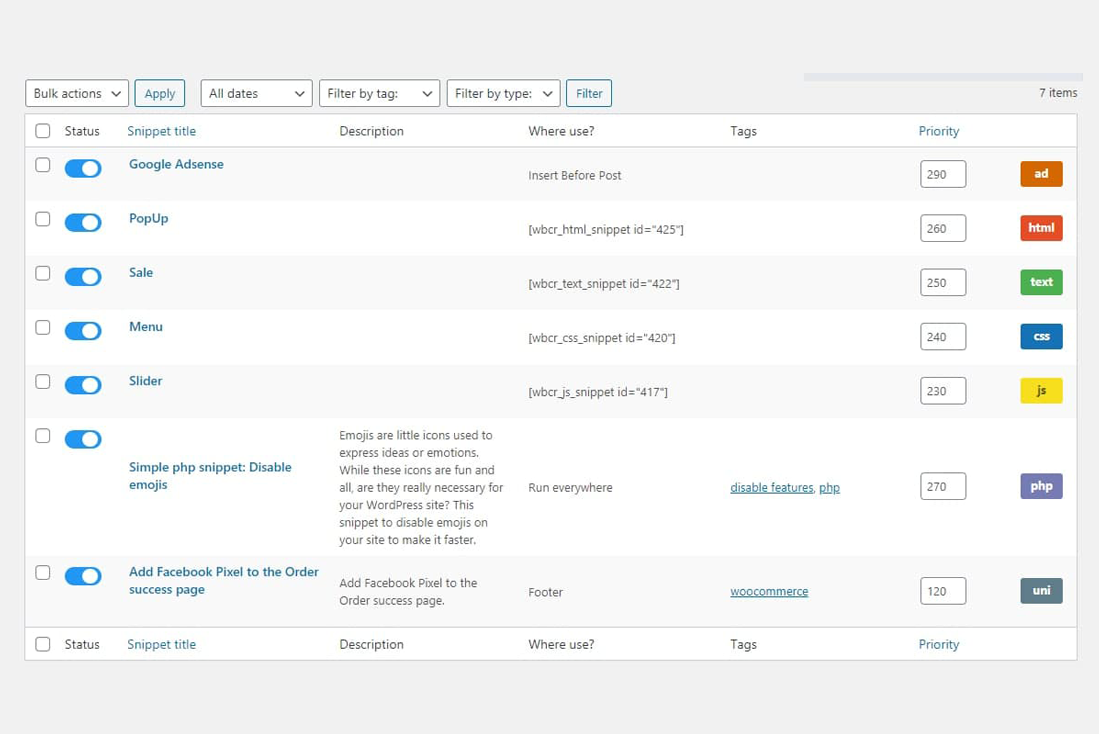 Bulk actions Apply All dates Filter by tag: Filter by type: Filter 7 items
Status Snippet title Description Where use? Tags Priority
Google Adsense Insert Before Post 290 ad
PopUp [wbcr_html_snippet id="425"] 260 html
Sale [wbcr_text_snippet id="422"] 250 text
Menu [wbcr_css_snippet id="420"] 240 css
Slider [wbcr_js_snippet id="417"] 230 js
Simple php snippet: Disable
emojis
Emojis are little icons used to
express ideas or emotions.
While these icons are fun and
all, are they really necessary for
your WordPress site? This
snippet to disable emojis on
your site to make it faster.
Run everywhere disable features, php 270 php
Add Facebook Pixel to the Order
success page
Add Facebook Pixel to the
Order success page.
Footer woocommerce 120 uni
Status Snippet title Description Where use? Tags Priority